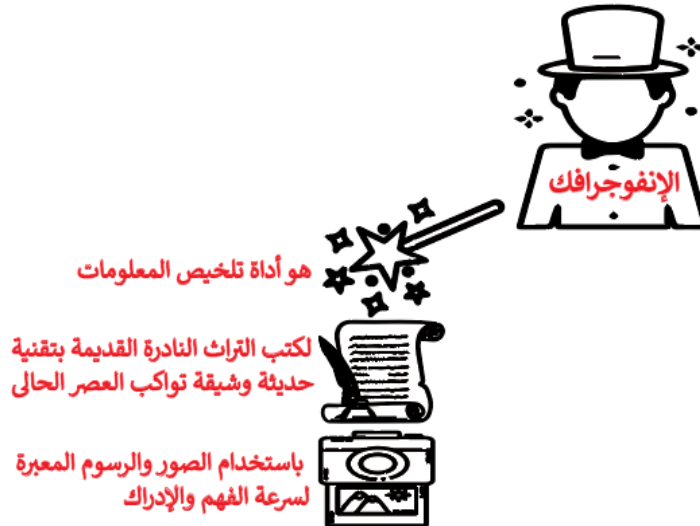 الإنفوجرافك
هو أداة تلخيص المعلومات
لكتب التراث النادرة القديمة بتقنية
حديثة وشيقة تواكب العصر الحالى
باستخدام الصور والرسوم المعبرة
لسرعة الفهم والإدراك